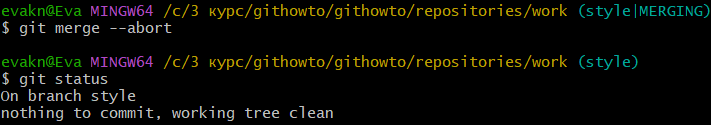 evakn@Eva MINGW64 /c/3 курс/githowto/githowto/repositories/work (style|MERGING)
$ git merge --abort
evakn@Eva MINGW64 /c/3 курс/githowto/githowto/repositories/work (style)
$ git status
On branch style
nothing to commit, working tree clean